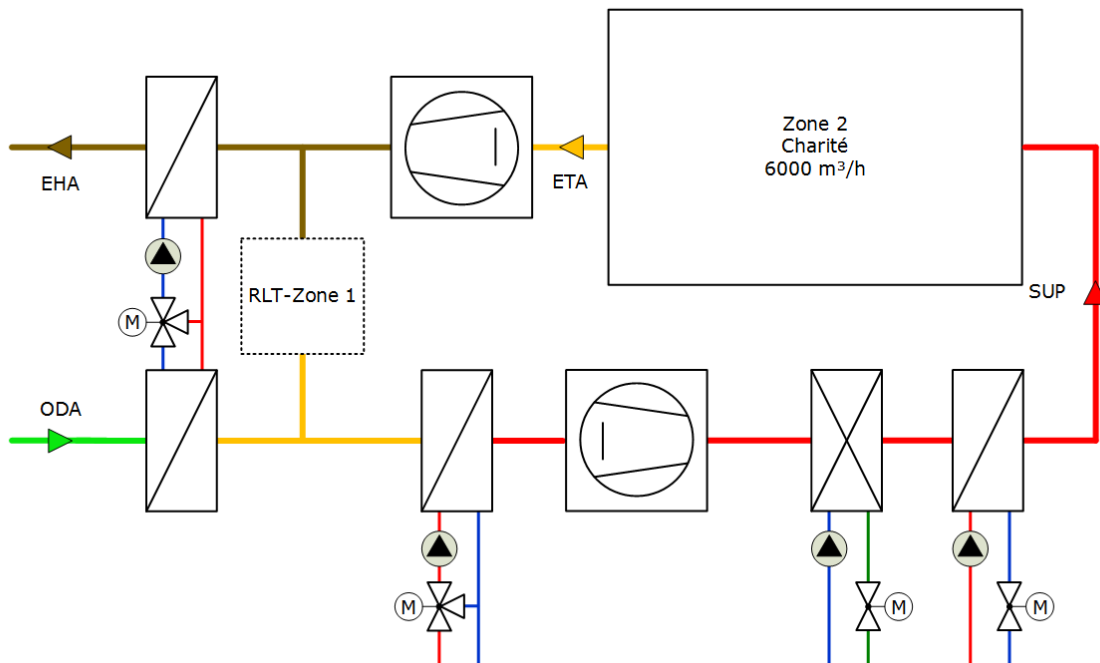 Zone 2
Charité
6000 m³/h
EHA
ETA
RLT-Zone 1
SUP
M
ODA
M
M
M